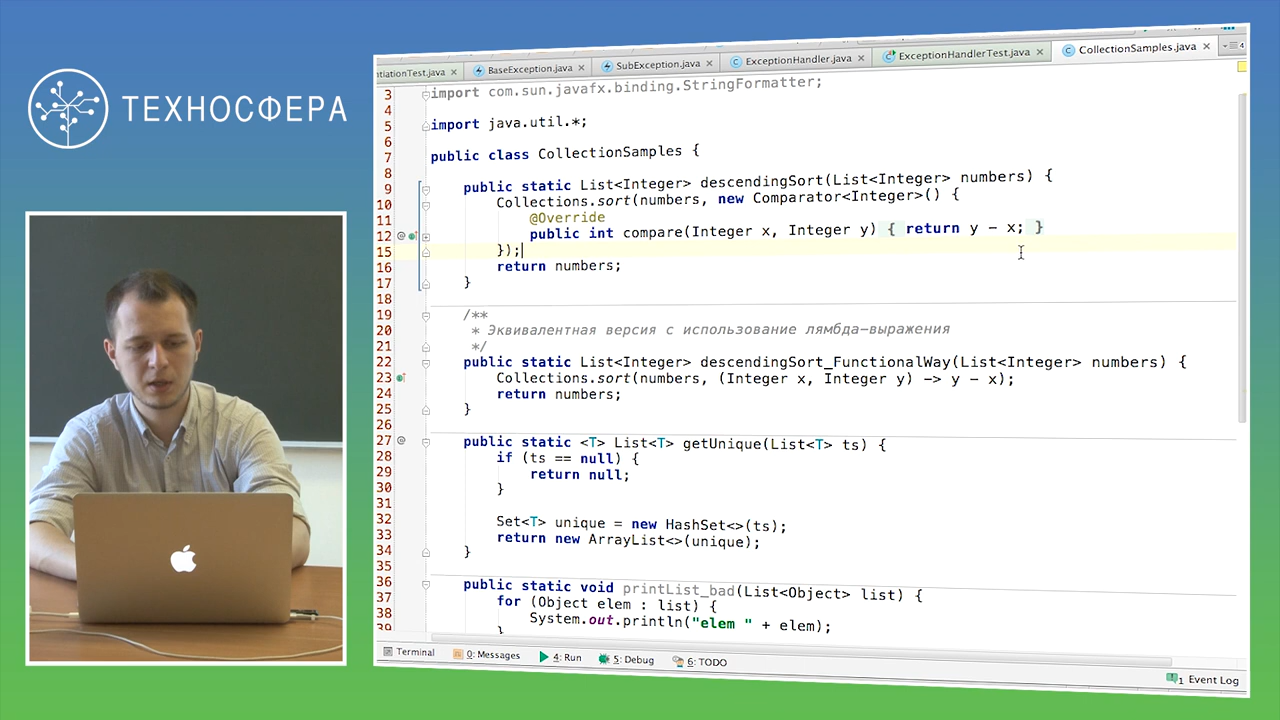 ТЕХНОСФЕРА
ntiationTest.java BaseException.java SubException.java ExceptionHandler.java ExceptionHandlerTest.java CollectionSamples.java 4
3 import com.sun.javafx.binding.StringFormatter;
4
5 import java.util.*;
6
7 public class CollectionSamples {
8
9 public static List<Integer> descendingSort(List<Integer> numbers) {
10 Collections.sort(numbers, new Comparator<Integer>() {
11 @Override
12 public int compare(Integer x, Integer y) { return y - x; }
15 });
16 return numbers;
17 }
18
19 /**
20 * Эквивалентная версия с использование лямбда-выражения
21 */
22 public static List<Integer> descendingSort_FunctionalWay(List<Integer> numbers) {
23 Collections.sort(numbers, (Integer x, Integer y) -> y - x);
24 return numbers;
25 }
26
27 public static <T> List<T> getUnique(List<T> ts) {
28 if (ts == null) {
29 return null;
30 }
31
32 Set<T> unique = new HashSet<>(ts);
33 return new ArrayList<>(unique);
34 }
35
36 public static void printList_bad(List<Object> list) {
37 for (Object elem : list) {
38 System.out.println("elem " + elem);
39 }
Terminal 0: Messages 4: Run 5: Debug 6: TODO 1 Event Log